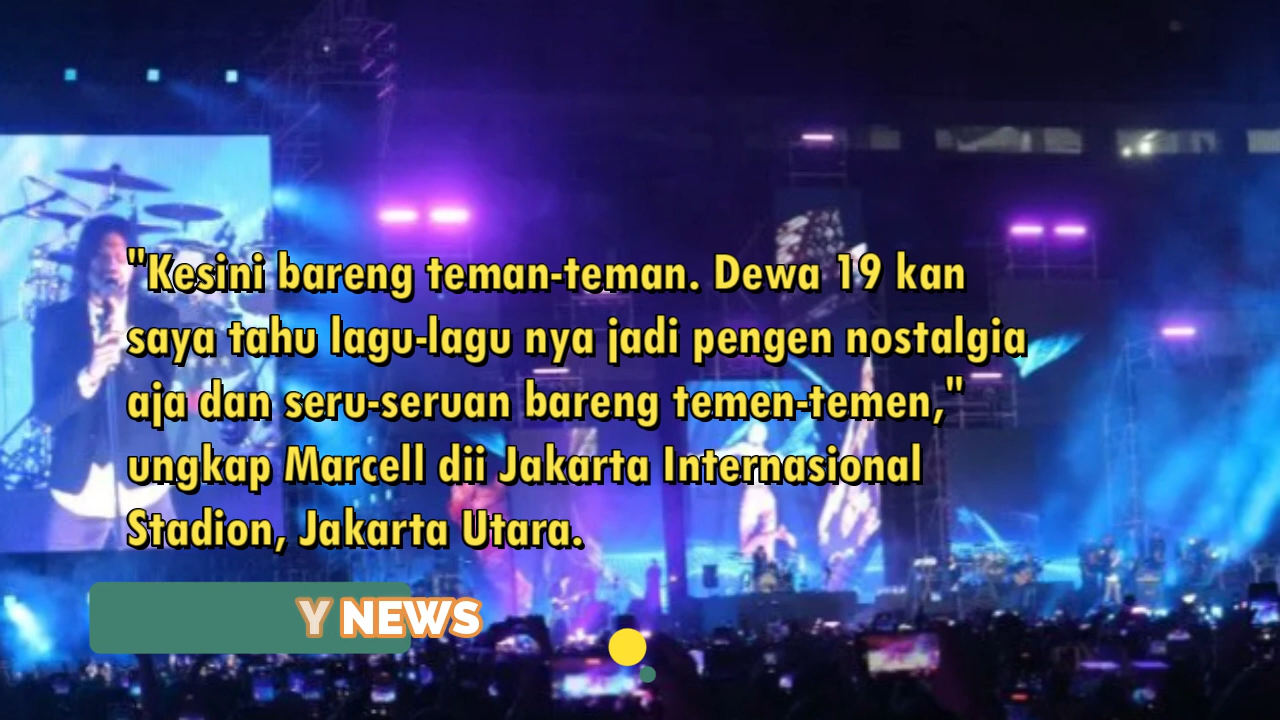 "Kesini bareng teman-teman. Dewa 19 kan
saya tahu lagu-lagu nya jadi pengen nostalgia
aja dan seru-seruan bareng temen-temen,"
ungkap Marcell dii Jakarta Internasional
Stadion, Jakarta Utara.
Y NEWS